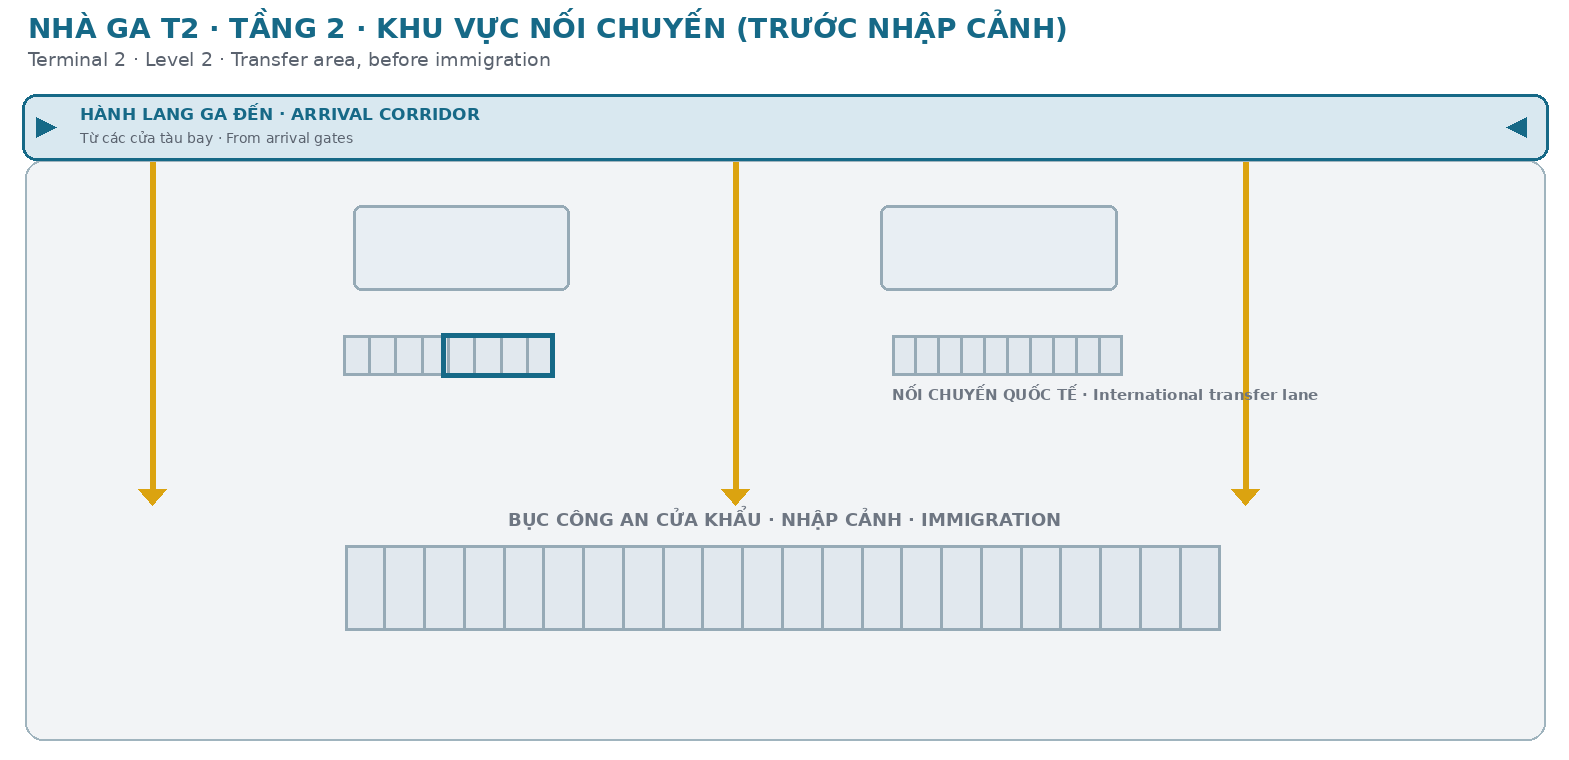 NHÀ GA T2 · TẦNG 2 · KHU VỰC NỐI CHUYẾN (TRƯỚC NHẬP CẢNH)
Terminal 2 · Level 2 · Transfer area, before immigration
HÀNH LANG GA ĐẾN · ARRIVAL CORRIDOR
Từ các cửa tàu bay · From arrival gates
NỐI CHUYẾN QUỐC TẾ · International transfer lane
BỤC CÔNG AN CỬA KHẨU · NHẬP CẢNH · IMMIGRATION